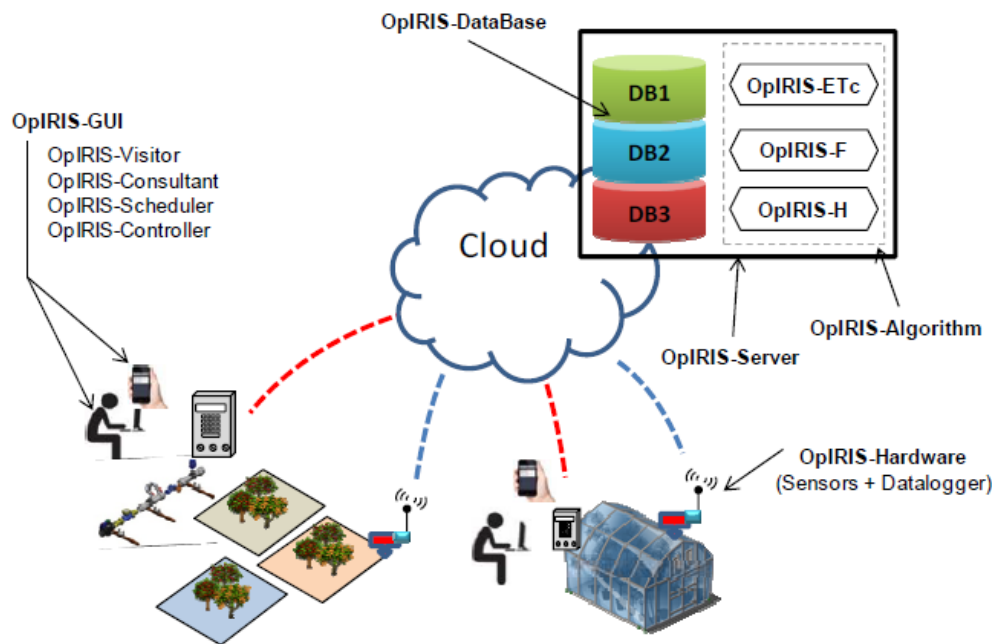 OpIRIS-DataBase
DB1
DB2
DB3
OpIRIS-ETc
OpIRIS-F
OpIRIS-H
OpIRIS-GUI
OpIRIS-Visitor
OpIRIS-Consultant
OpIRIS-Scheduler
OpIRIS-Controller
Cloud
OpIRIS-Algorithm
OpIRIS-Server
OpIRIS-Hardware
(Sensors + Datalogger)